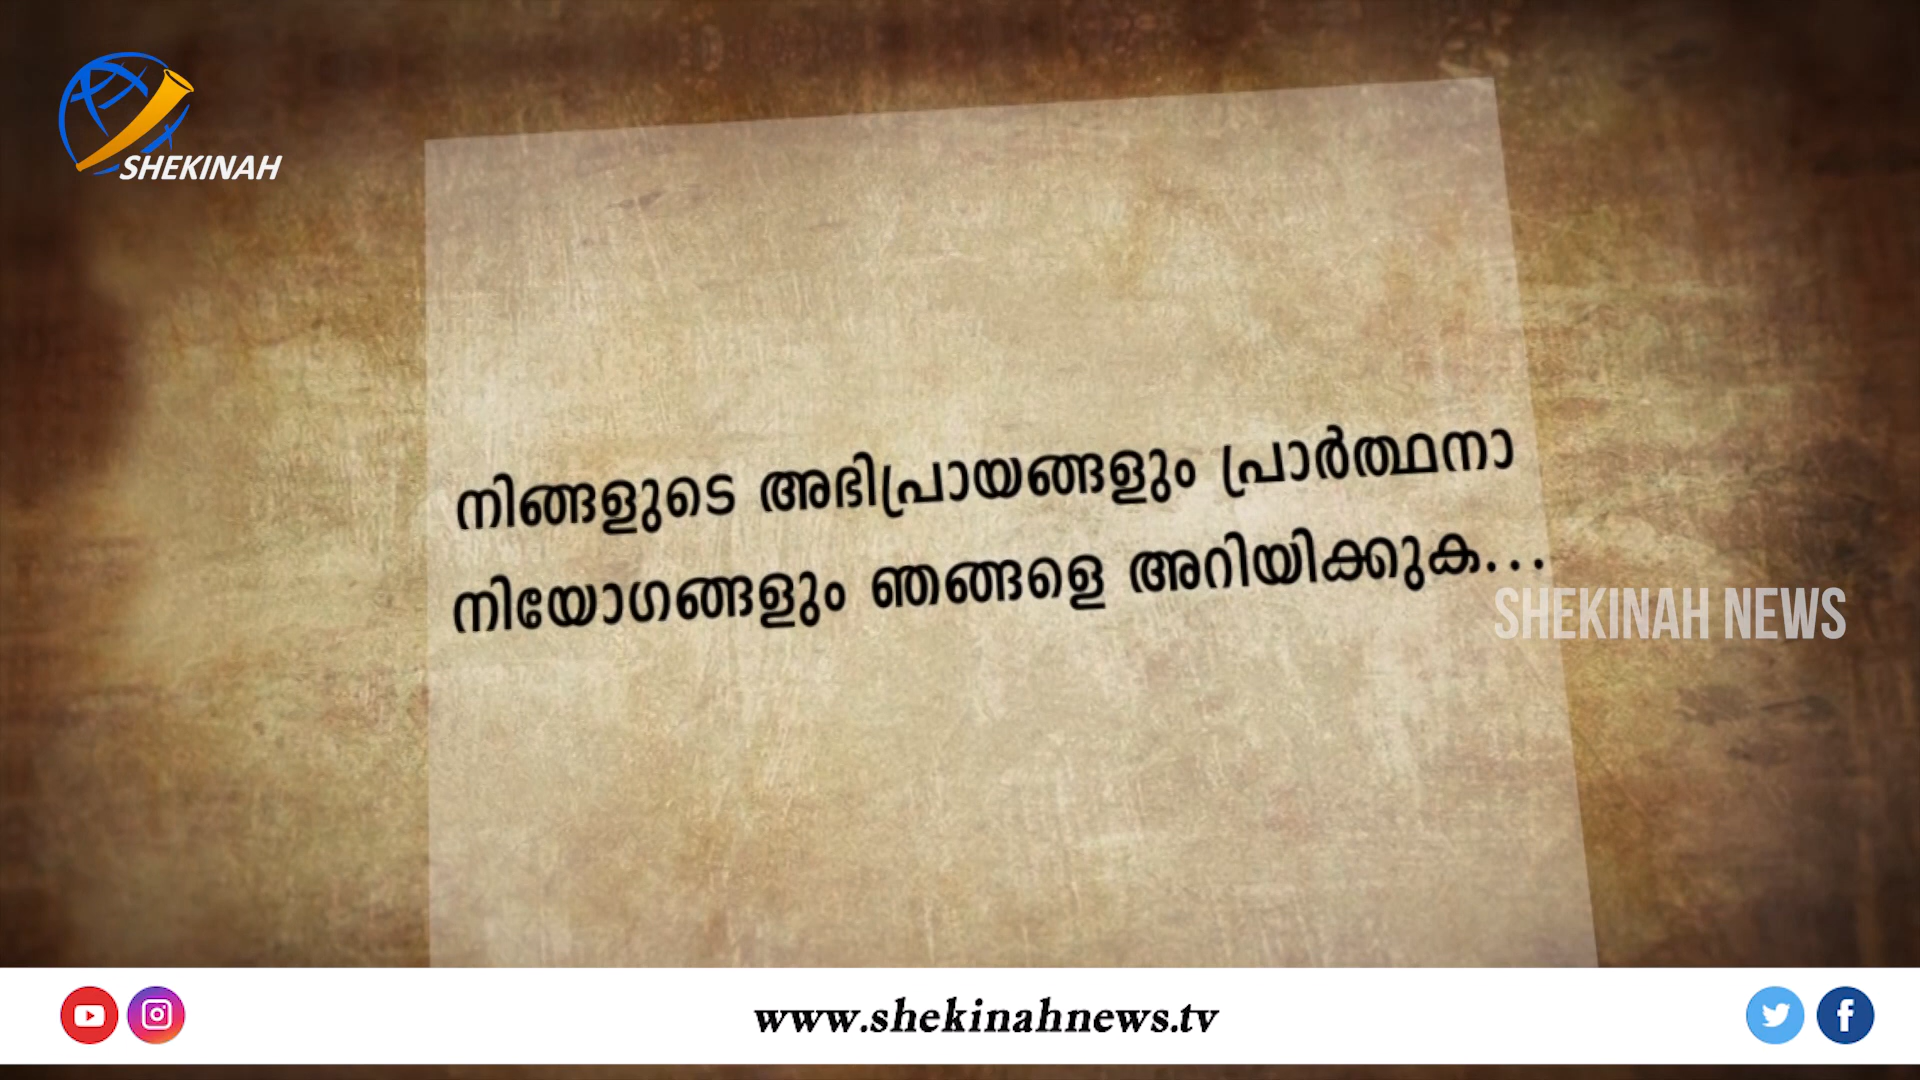 SHEKINAH
നിങ്ങളുടെ അഭിപ്രായങ്ങളും പ്രാർത്ഥനാ
നിയോഗങ്ങളും ഞങ്ങളെ അറിയിക്കുക...
SHEKINAH NEWS
www.shekinahnews.tv